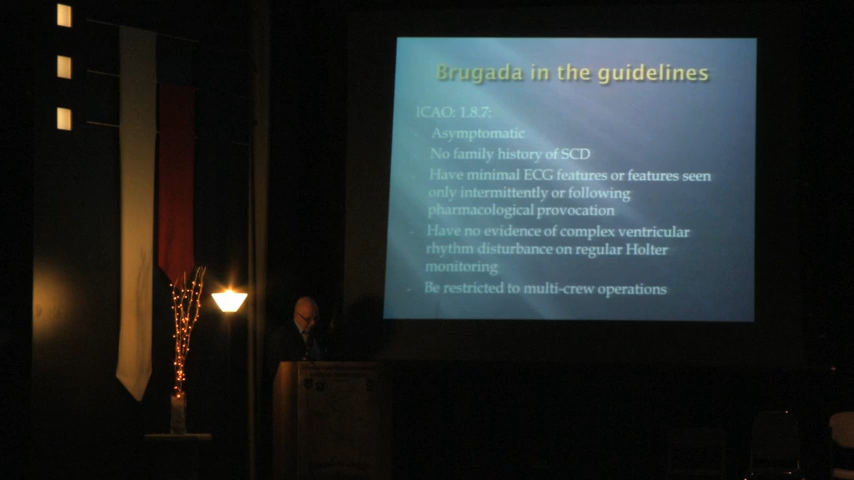 Brugada in the guidelines
ICAO: 1.8.7:
Asymptomatic
No family history of SCD
Have minimal ECG features or features seen
only intermittently or following
pharmacological provocation
Have no evidence of complex ventricular
rhythm disturbance on regular Holter
monitoring
Be restricted to multi-crew operations